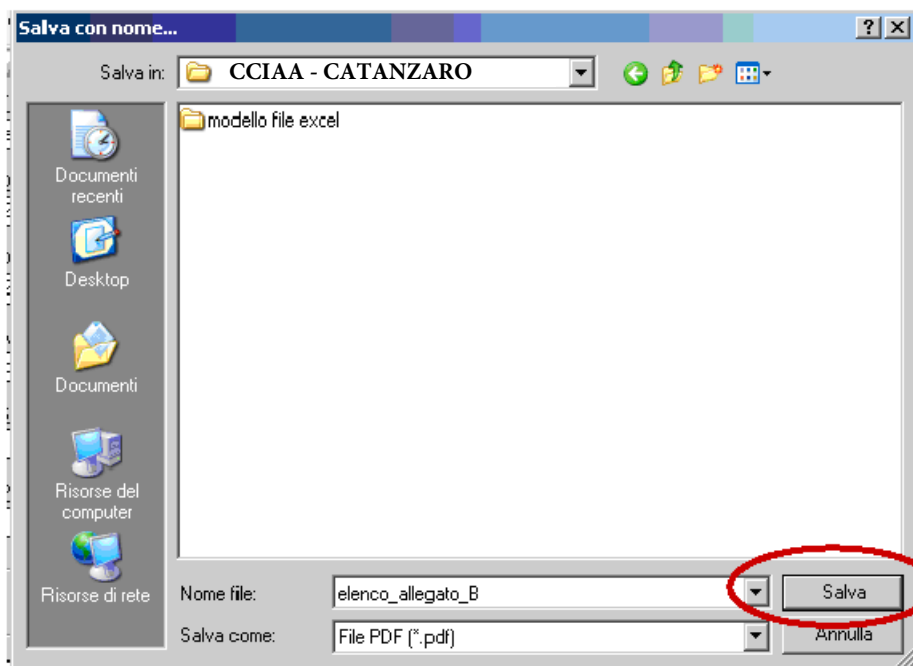 Salva con nome...
Salva in: CCIAA - CATANZARO
modello file excel
Documenti
recenti
Desktop
Documenti
Risorse del
computer
Risorse di rete
Nome file: elenco_allegato_B Salva
Salva come: File PDF (*.pdf) Annulla